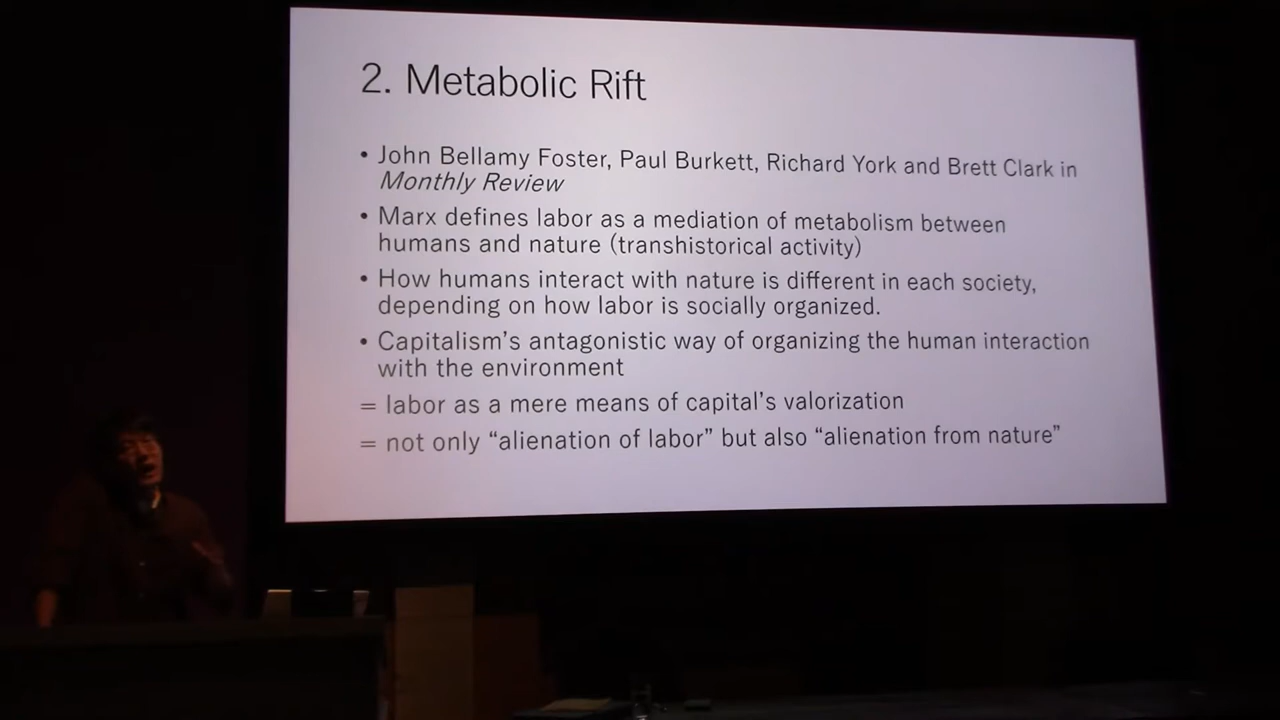 2. Metabolic Rift
• John Bellamy Foster, Paul Burkett, Richard York and Brett Clark in
Monthly Review
• Marx defines labor as a mediation of metabolism between
humans and nature (transhistorical activity)
• How humans interact with nature is different in each society,
depending on how labor is socially organized.
• Capitalism’s antagonistic way of organizing the human interaction
with the environment
= labor as a mere means of capital’s valorization
= not only “alienation of labor” but also “alienation from nature”